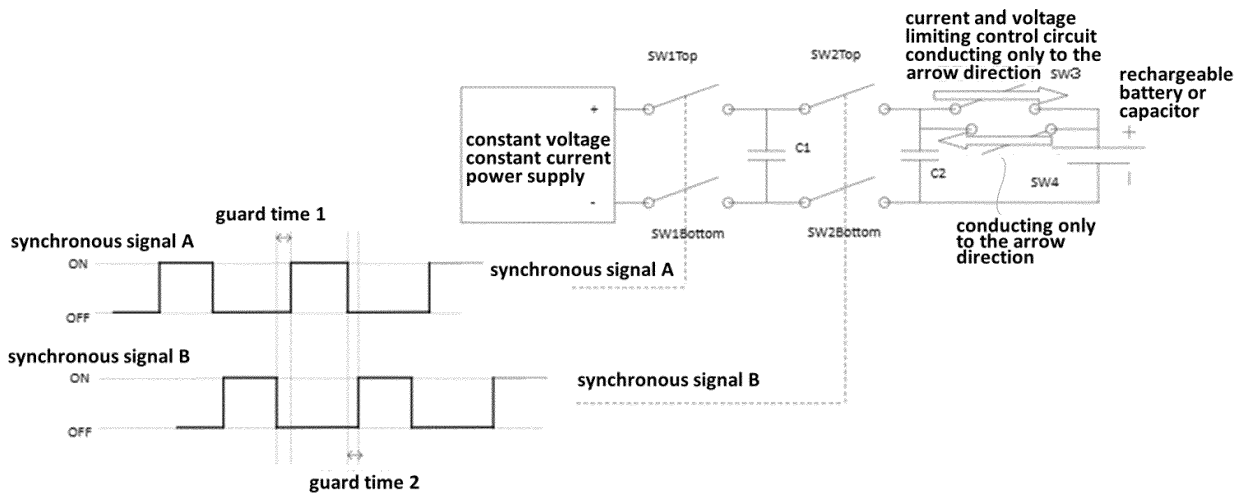 current and voltage
limiting control circuit
conducting only to the
arrow direction
SW3
SW1Top
SW2Top
rechargeable
battery or
capacitor
+
+
constant voltage
constant current
power supply
C1
C2
SW4
-
guard time 1
SW1Bottom
SW2Bottom
conducting only
to the arrow
direction
synchronous signal A
ON
synchronous signal A
OFF
synchronous signal B
ON
synchronous signal B
OFF
guard time 2